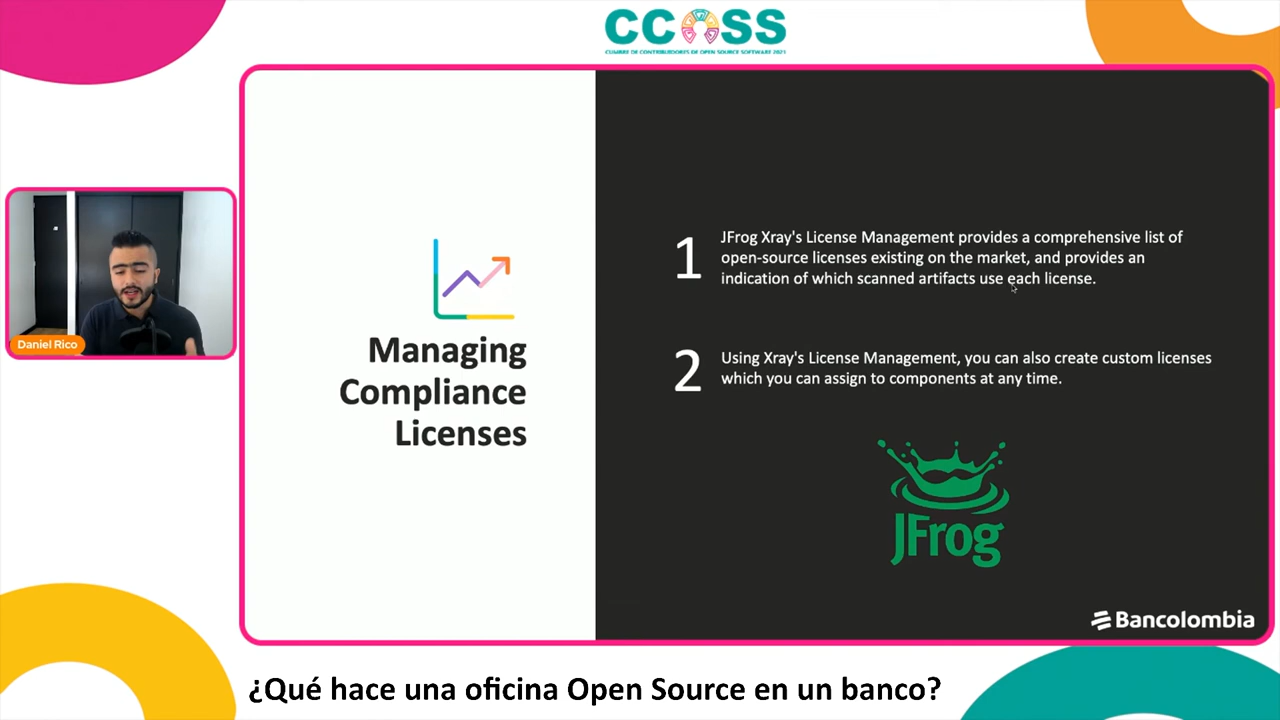 CCOSS
CUMBRE DE CONTRIBUIDORES DE OPEN SOURCE SOFTWARE 2021
Daniel Rico
Managing
Compliance
Licenses
1
JFrog Xray's License Management provides a comprehensive list of
open-source licenses existing on the market, and provides an
indication of which scanned artifacts use each license.
2
Using Xray's License Management, you can also create custom licenses
which you can assign to components at any time.
JFrog
Bancolombia
¿Qué hace una oficina Open Source en un banco?